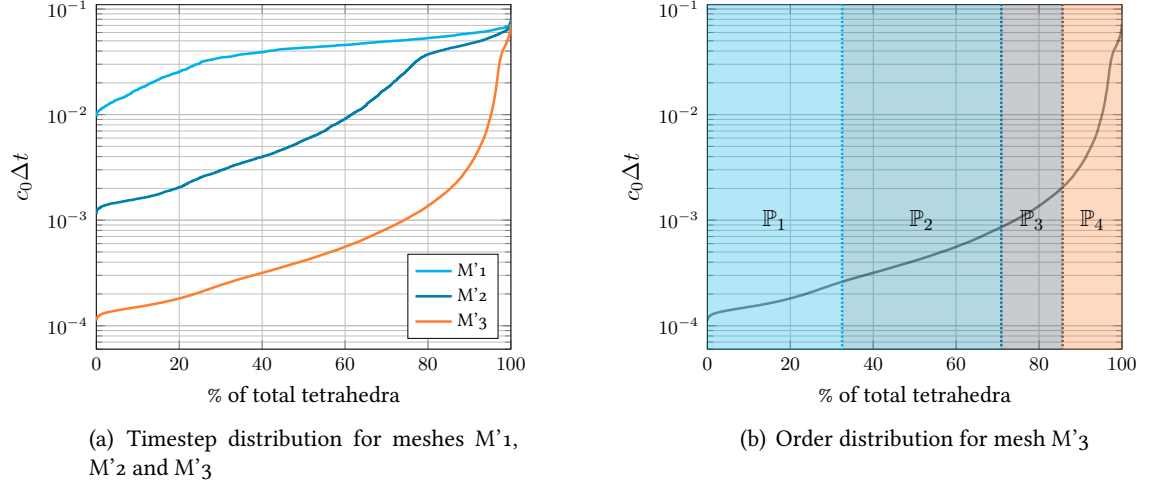 10⁻¹
10⁻²
10⁻³
10⁻⁴
c₀Δt
0 20 40 60 80 100
% of total tetrahedra
M’1
M’2
M’3
(a) Timestep distribution for meshes M’1,
M’2 and M’3
10⁻¹
10⁻²
10⁻³
10⁻⁴
c₀Δt
ℙ₁ ℙ₂ ℙ₃ ℙ₄
0 20 40 60 80 100
% of total tetrahedra
(b) Order distribution for mesh M’3